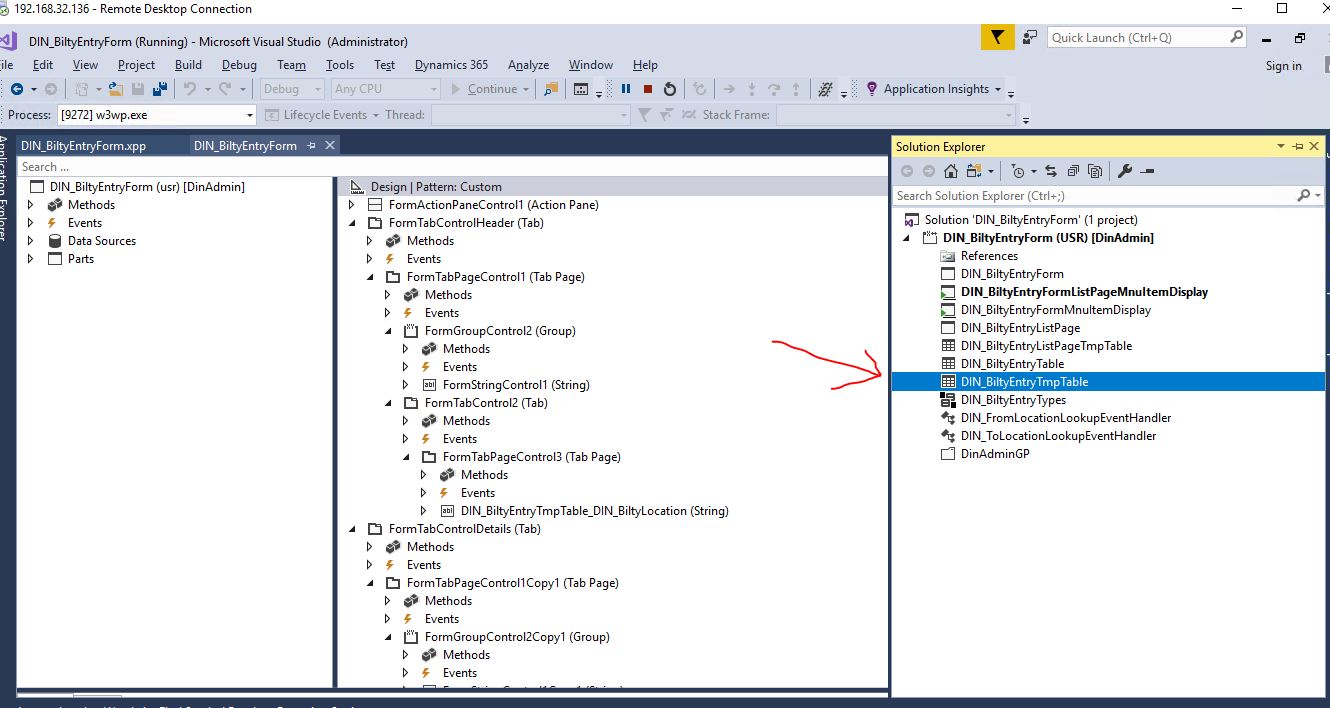 192.168.32.136 - Remote Desktop Connection
DIN_BiltyEntryForm (Running) - Microsoft Visual Studio (Administrator)
Quick Launch (Ctrl+Q)
ile Edit View Project Build Debug Team Tools Test Dynamics 365 Analyze Window Help
Sign in
Debug Any CPU Continue Application Insights
Process: [9272] w3wp.exe Lifecycle Events Thread: Stack Frame:
Application Explorer
DIN_BiltyEntryForm.xpp DIN_BiltyEntryForm
Search ...
DIN_BiltyEntryForm (usr) [DinAdmin]
Methods
Events
Data Sources
Parts
Design | Pattern: Custom
FormActionPaneControl1 (Action Pane)
FormTabControlHeader (Tab)
Methods
Events
FormTabPageControl1 (Tab Page)
Methods
Events
FormGroupControl2 (Group)
Methods
Events
FormStringControl1 (String)
FormTabControl2 (Tab)
Methods
Events
FormTabPageControl3 (Tab Page)
Methods
Events
DIN_BiltyEntryTmpTable_DIN_BiltyLocation (String)
FormTabControlDetails (Tab)
Methods
Events
FormTabPageControl1Copy1 (Tab Page)
Methods
Events
FormGroupControl2Copy1 (Group)
Methods
Events
Solution Explorer
Search Solution Explorer (Ctrl+;)
Solution 'DIN_BiltyEntryForm' (1 project)
DIN_BiltyEntryForm (USR) [DinAdmin]
References
DIN_BiltyEntryForm
DIN_BiltyEntryFormListPageMnuItemDisplay
DIN_BiltyEntryFormMnuItemDisplay
DIN_BiltyEntryListPage
DIN_BiltyEntryListPageTmpTable
DIN_BiltyEntryTable
DIN_BiltyEntryTmpTable
DIN_BiltyEntryTypes
DIN_FromLocationLookupEventHandler
DIN_ToLocationLookupEventHandler
DinAdminGP